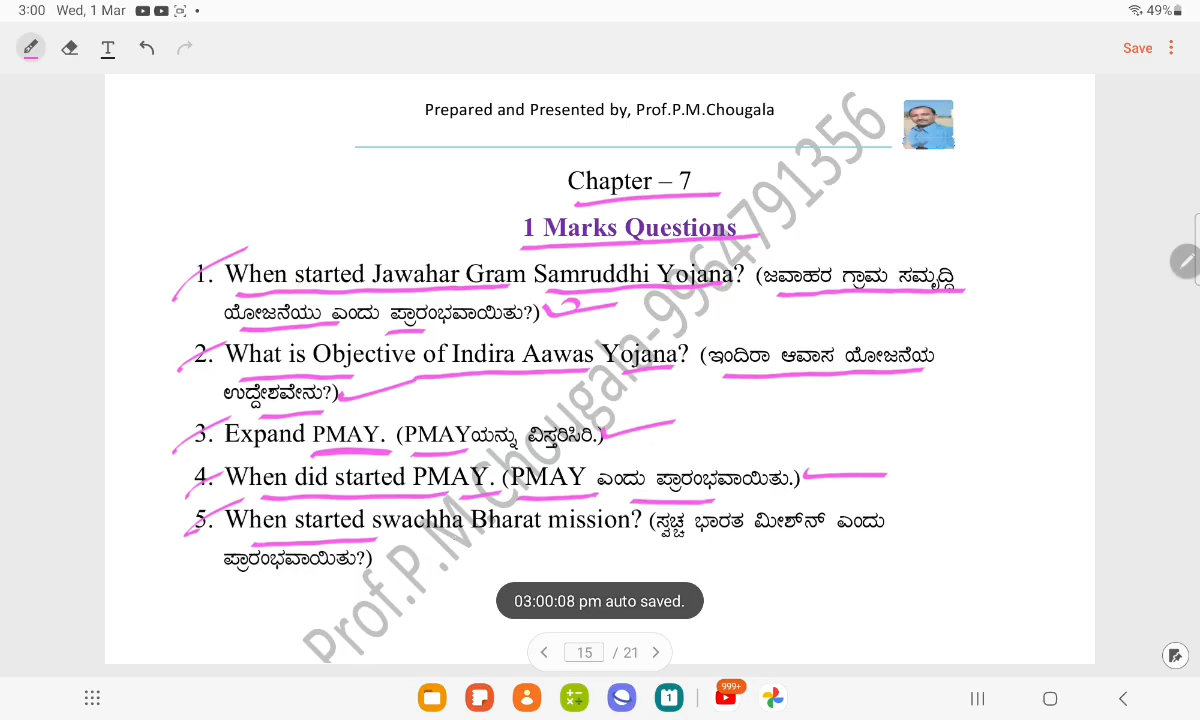 3:00 Wed, 1 Mar
49%
T
Save
Prepared and Presented by, Prof.P.M.Chougala
Chapter – 7
1 Marks Questions
1. When started Jawahar Gram Samruddhi Yojana? (ಜವಾಹರ ಗ್ರಾಮ ಸಮೃದ್ದಿ
ಯೋಜನೆಯು ಎಂದು ಪ್ರಾರಂಭವಾಯಿತು?)
2. What is Objective of Indira Aawas Yojana? (ಇಂದಿರಾ ಆವಾಸ ಯೋಜನೆಯ
ಉದ್ದೇಶವೇನು?)
3. Expand PMAY. (PMAYಯನ್ನು ವಿಸ್ತರಿಸಿರಿ.)
4. When did started PMAY. (PMAY ಎಂದು ಪ್ರಾರಂಭವಾಯಿತು.)
5. When started swachha Bharat mission? (ಸ್ವಚ್ಚ ಭಾರತ ಮೀಶ್‌ನ್ ಎಂದು
ಪ್ರಾರಂಭವಾಯಿತು?)
Prof.P.M.Chougala-9964791356
03:00:08 pm auto saved.
15 / 21
1
999+